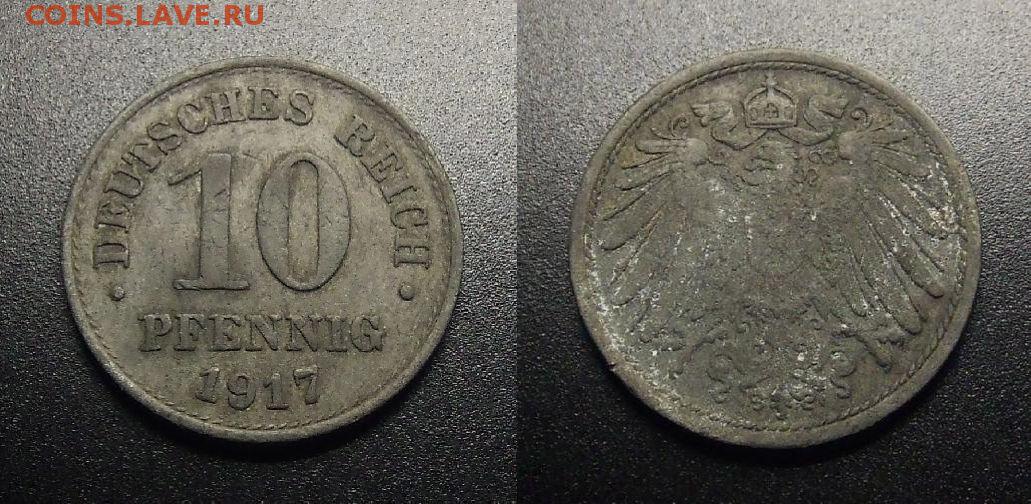 COINS.LAVE.RU
DEUTSCHES REICH
10
PFENNIG
1917